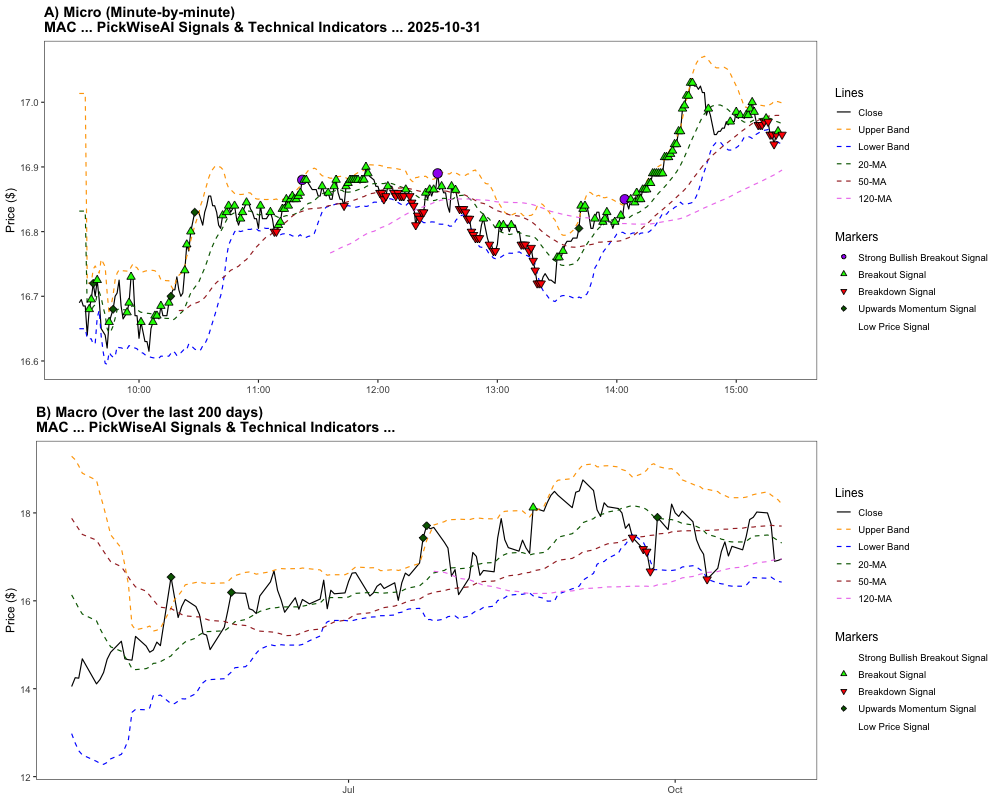 A) Micro (Minute-by-minute)
MAC ... PickWiseAI Signals & Technical Indicators ... 2025-10-31
Price ($)
17.0
16.9
16.8
16.7
16.6
10:00
11:00
12:00
13:00
14:00
15:00
Lines
Close
Upper Band
Lower Band
20-MA
50-MA
120-MA
Markers
Strong Bullish Breakout Signal
Breakout Signal
Breakdown Signal
Upwards Momentum Signal
Low Price Signal
B) Macro (Over the last 200 days)
MAC ... PickWiseAI Signals & Technical Indicators ...
Price ($)
18
16
14
12
Jul
Oct
Lines
Close
Upper Band
Lower Band
20-MA
50-MA
120-MA
Markers
Strong Bullish Breakout Signal
Breakout Signal
Breakdown Signal
Upwards Momentum Signal
Low Price Signal